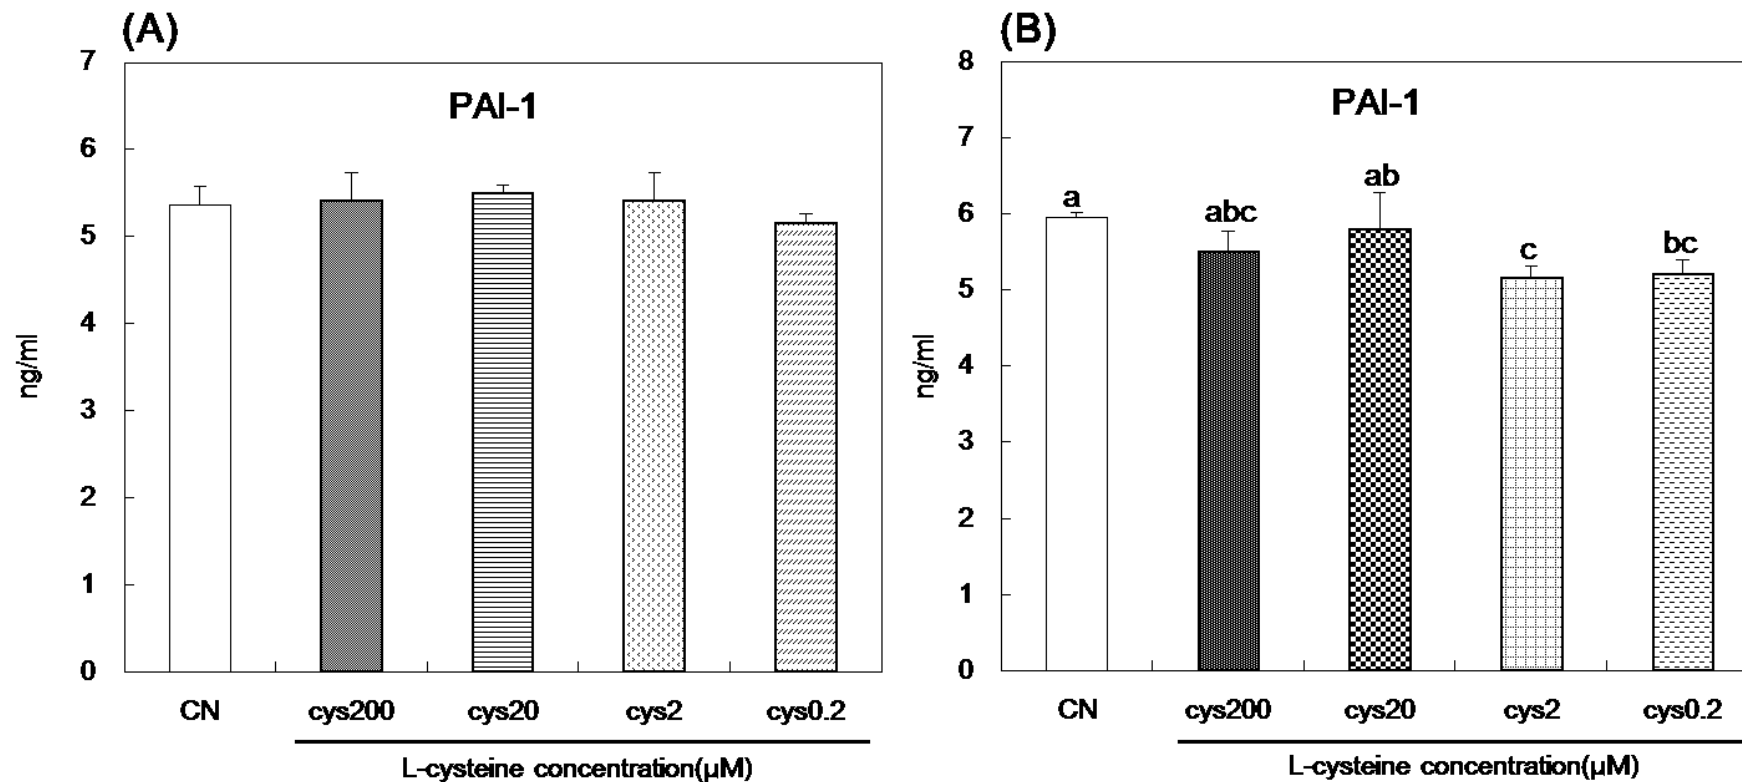 (A)
PAI-1
7
6
5
4
3
2
1
0
ng/ml
CN cys200 cys20 cys2 cys0.2
L-cysteine concentration(μM)
(B)
PAI-1
8
7
6
5
4
3
2
1
0
ng/ml
a abc ab c bc
CN cys200 cys20 cys2 cys0.2
L-cysteine concentration(μM)